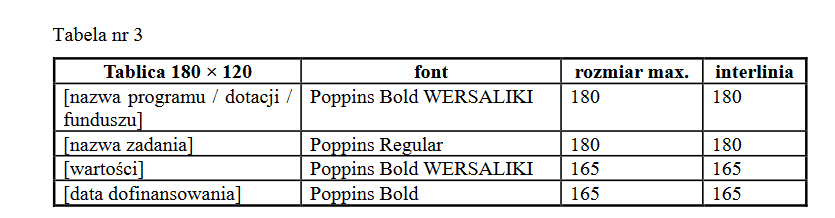 Tabela nr 3
Tablica 180 × 120 font rozmiar max. interlinia
[nazwa programu / dotacji / Poppins Bold WERSALIKI 180 180
funduszu]
[nazwa zadania] Poppins Regular 180 180
[wartości] Poppins Bold WERSALIKI 165 165
[data dofinansowania] Poppins Bold 165 165